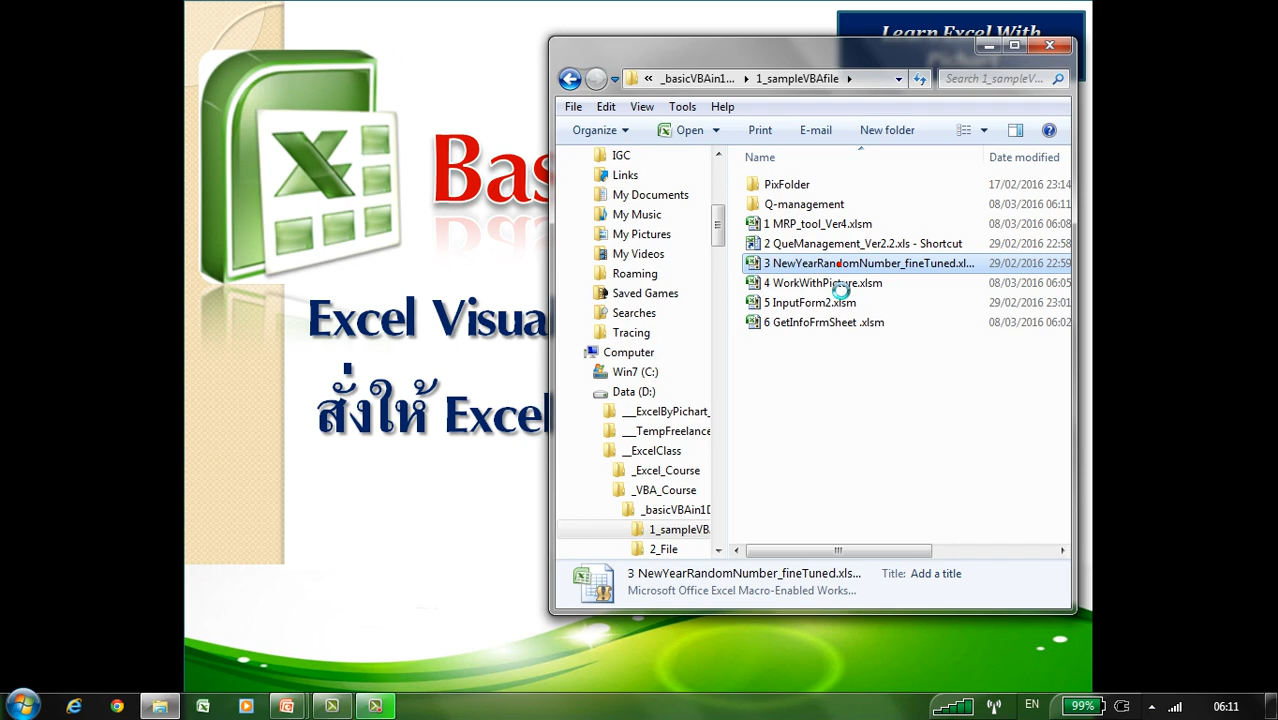 Learn Excel With
Bas
Excel Visua
สั่งให้ Excel
_basicVBAin1... 1_sampleVBAfile
Search 1_sampleV...
File Edit View Tools Help
Organize Open Print E-mail New folder
Name Date modified
IGC
Links
My Documents
My Music
My Pictures
My Videos
Roaming
Saved Games
Searches
Tracing
Computer
Win7 (C:)
Data (D:)
___ExcelByPichart_
___TempFreelance
__ExcelClass
_Excel_Course
_VBA_Course
_basicVBAin1D
1_sampleVB
2_File
PixFolder 17/02/2016 23:14
Q-management 08/03/2016 06:11
1 MRP_tool_Ver4.xlsm 08/03/2016 06:08
2 QueManagement_Ver2.2.xls - Shortcut 29/02/2016 22:58
3 NewYearRandomNumber_fineTuned.xl... 29/02/2016 22:59
4 WorkWithPicture.xlsm 08/03/2016 06:05
5 InputForm2.xlsm 29/02/2016 23:01
6 GetInfoFrmSheet .xlsm 08/03/2016 06:02
3 NewYearRandomNumber_fineTuned.xls... Title: Add a title
Microsoft Office Excel Macro-Enabled Works...
EN 99% 06:11